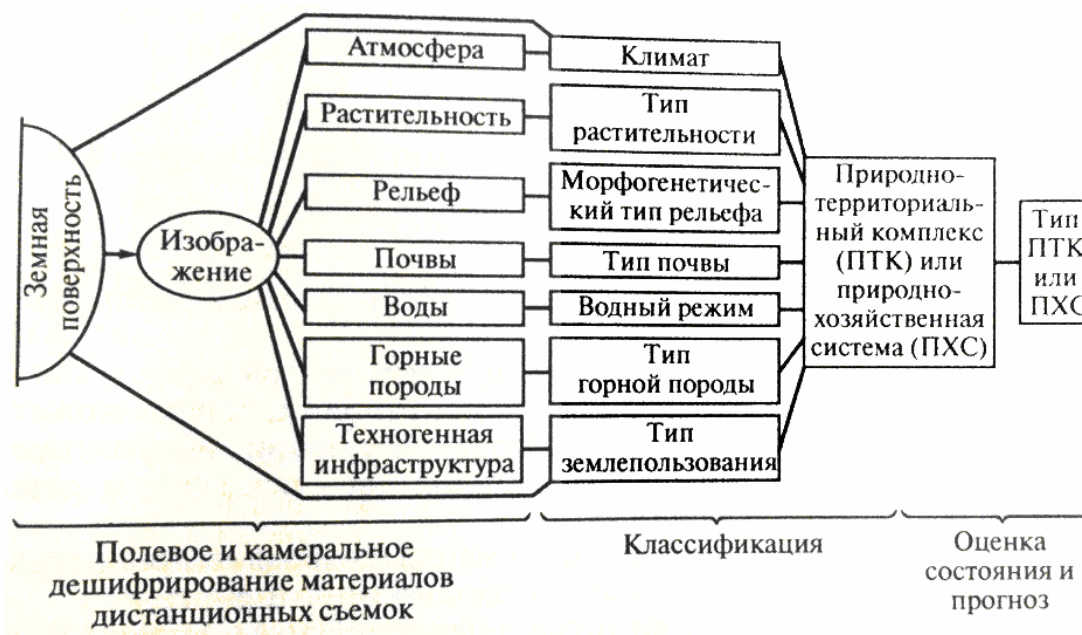 Земная
поверхность
Изобра-
жение
Атмосфера
Растительность
Рельеф
Почвы
Воды
Горные
породы
Техногенная
инфраструктура
Климат
Тип
растительности
Морфогенетичес-
кий тип рельефа
Тип почвы
Водный режим
Тип
горной породы
Тип
землепользования
Природно-
территориаль-
ный комплекс
(ПТК) или
природно-
хозяйственная
система (ПХС)
Тип
ПТК
или
ПХС
Полевое и камеральное
дешифрирование материалов
дистанционных съемок
Классификация
Оценка
состояния и
прогноз